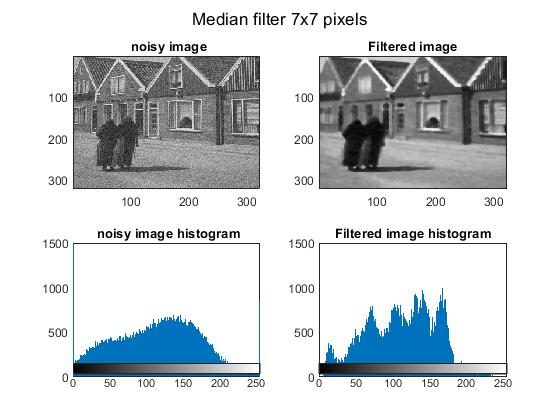 Median filter 7x7 pixels
noisy image
Filtered image
100
200
300
100 200 300
100
200
300
100 200 300
noisy image histogram
Filtered image histogram
1500
1000
500
0
0 50 100 150 200 250
1500
1000
500
0
0 50 100 150 200 250